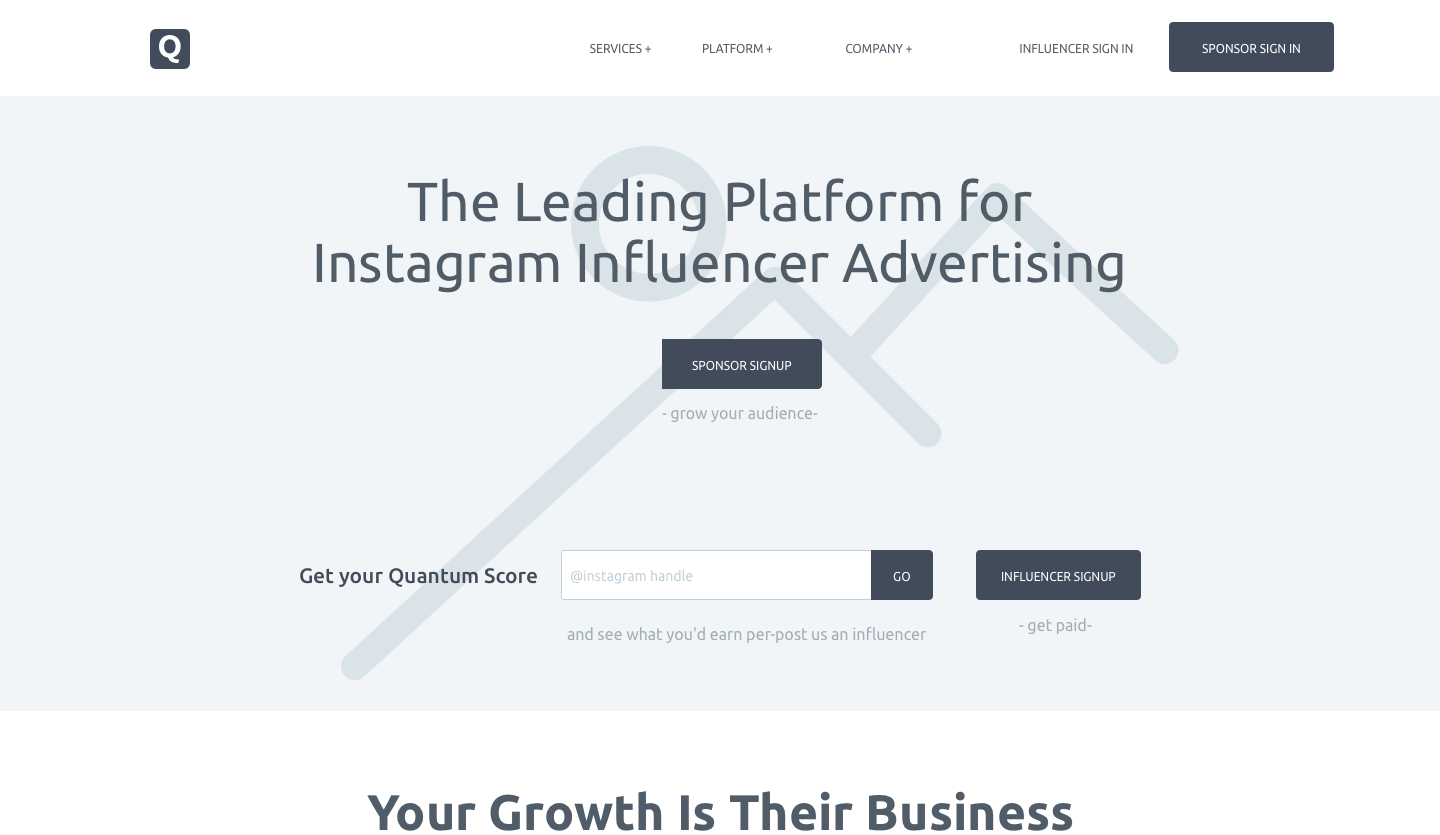 Q
SERVICES + PLATFORM + COMPANY + INFLUENCER SIGN IN SPONSOR SIGN IN
The Leading Platform for
Instagram Influencer Advertising
SPONSOR SIGNUP
- grow your audience-
Get your Quantum Score @instagram handle GO INFLUENCER SIGNUP
- get paid-
and see what you'd earn per-post us an influencer
Your Growth Is Their Business